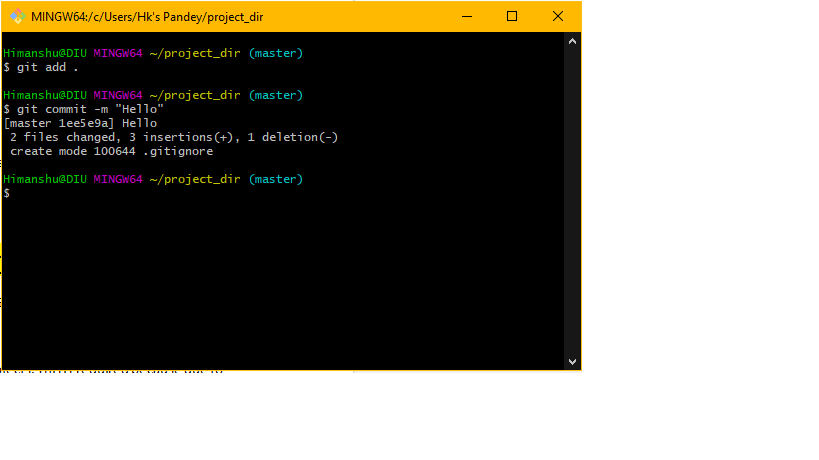 MINGW64:/c/Users/Hk's Pandey/project_dir
Himanshu@DIU MINGW64 ~/project_dir (master)
$ git add .
Himanshu@DIU MINGW64 ~/project_dir (master)
$ git commit -m "Hello"
[master 1ee5e9a] Hello
2 files changed, 3 insertions(+), 1 deletion(-)
create mode 100644 .gitignore
Himanshu@DIU MINGW64 ~/project_dir (master)
$